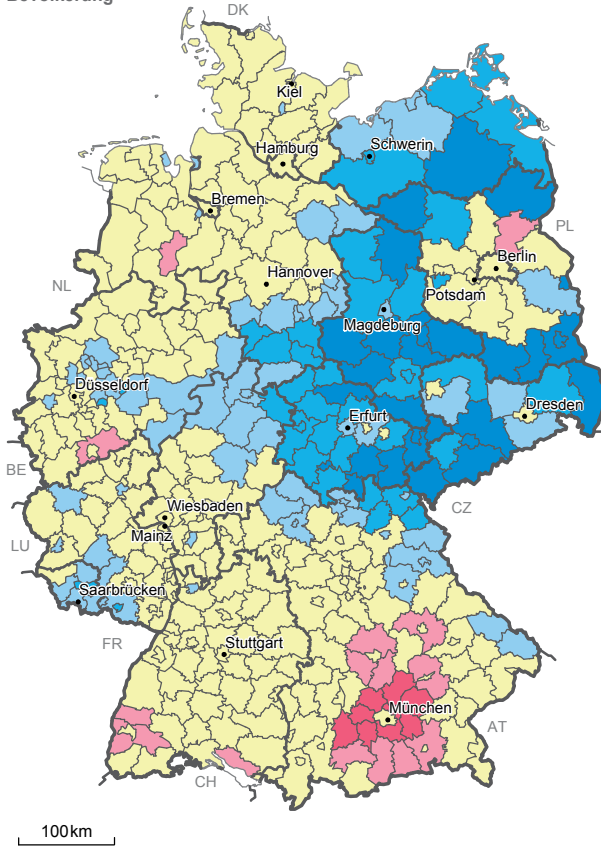 Bevölkerung
DK
Kiel
Schwerin
Hamburg
Bremen
PL
Berlin
NL
Hannover
Potsdam
Magdeburg
Düsseldorf
Dresden
Erfurt
BE
CZ
Wiesbaden
LU
Mainz
Saarbrücken
FR
Stuttgart
München
AT
CH
100 km